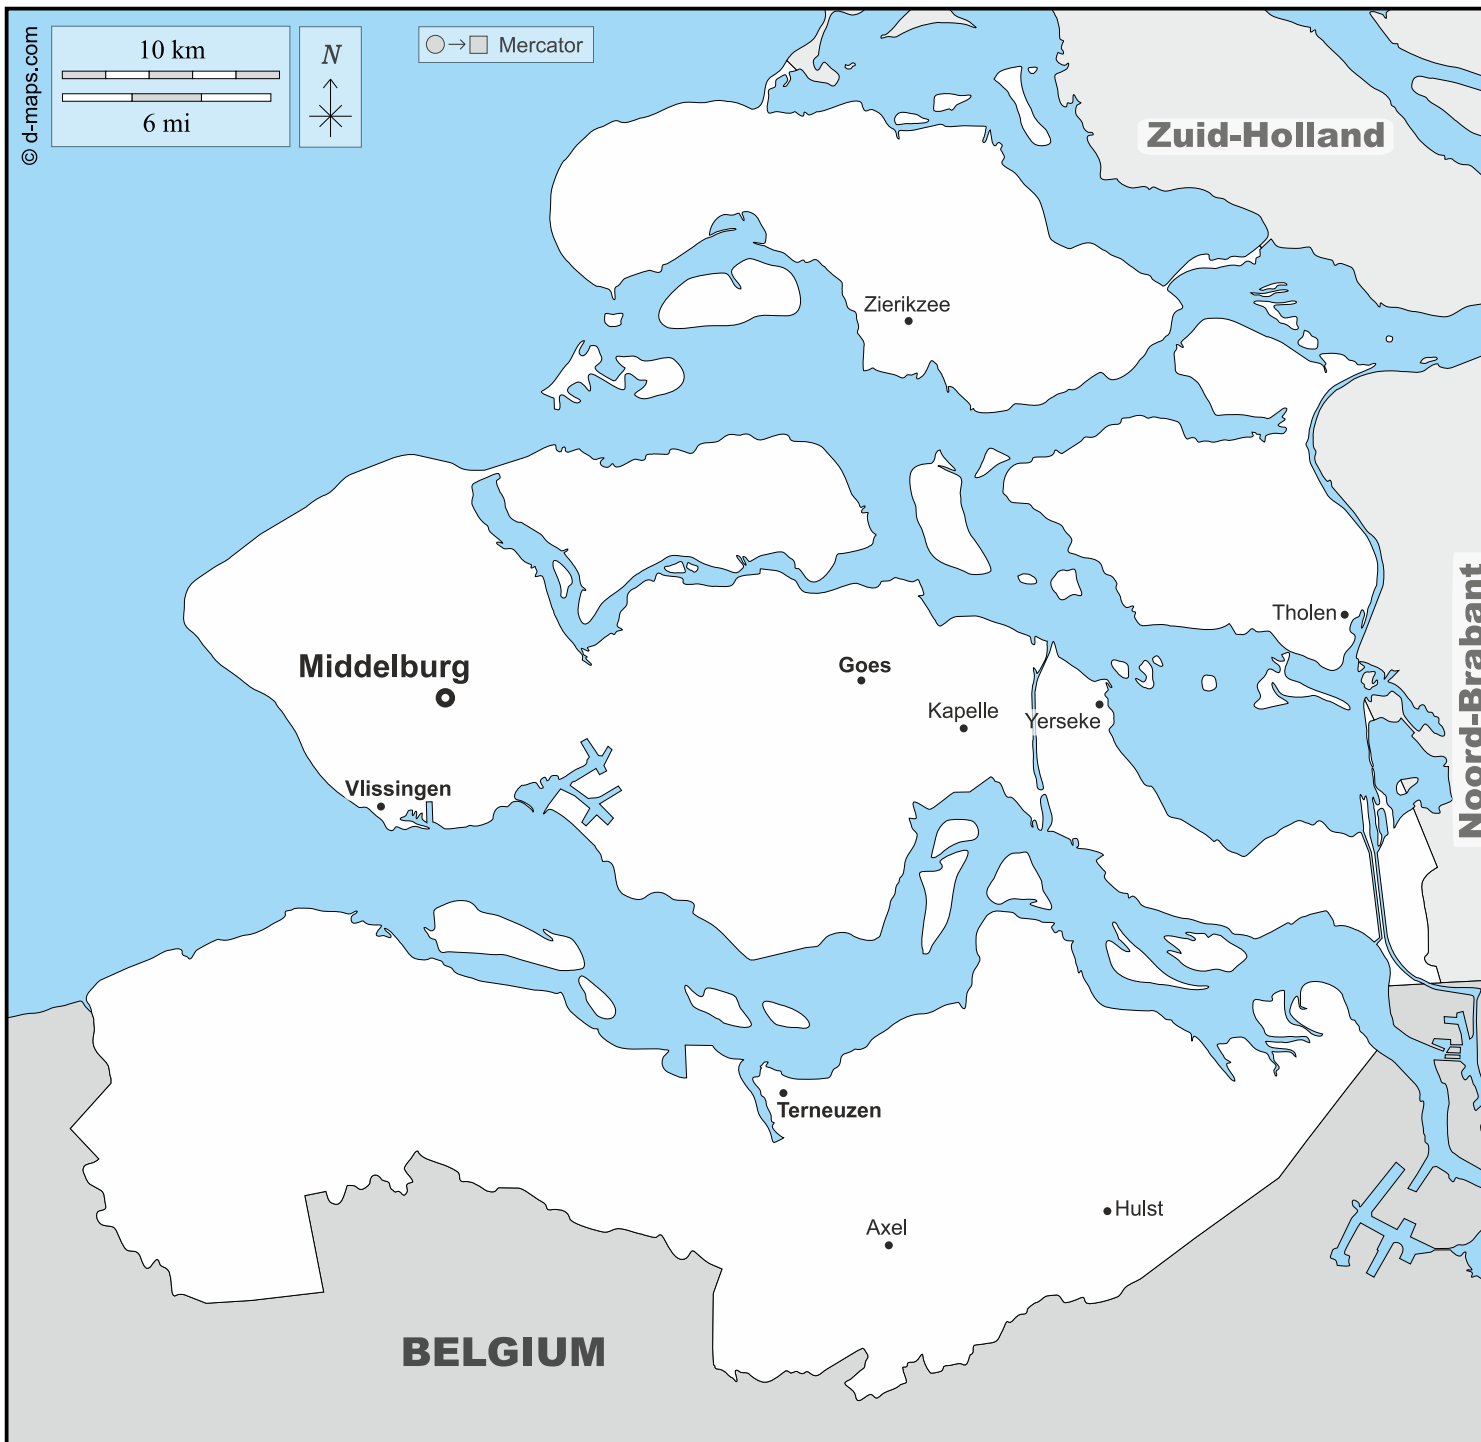 © d-maps.com
10 km
6 mi
N
Mercator
Zuid-Holland
Zierikzee
Tholen
Noord-Brabant
Middelburg
Goes
Kapelle
Yerseke
Vlissingen
Terneuzen
Hulst
Axel
BELGIUM